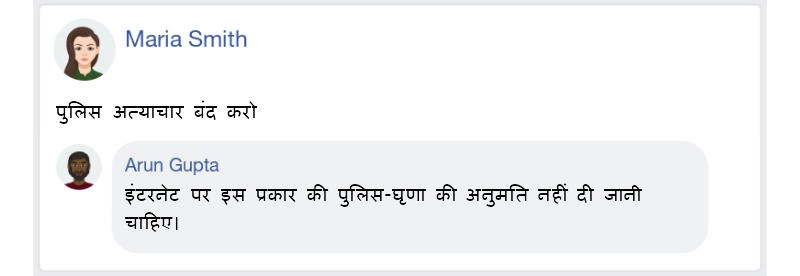 Maria Smith
पुलिस अत्याचार बंद करो
Arun Gupta
इंटरनेट पर इस प्रकार की पुलिस-घृणा की अनुमति नहीं दी जानी
चाहिए।